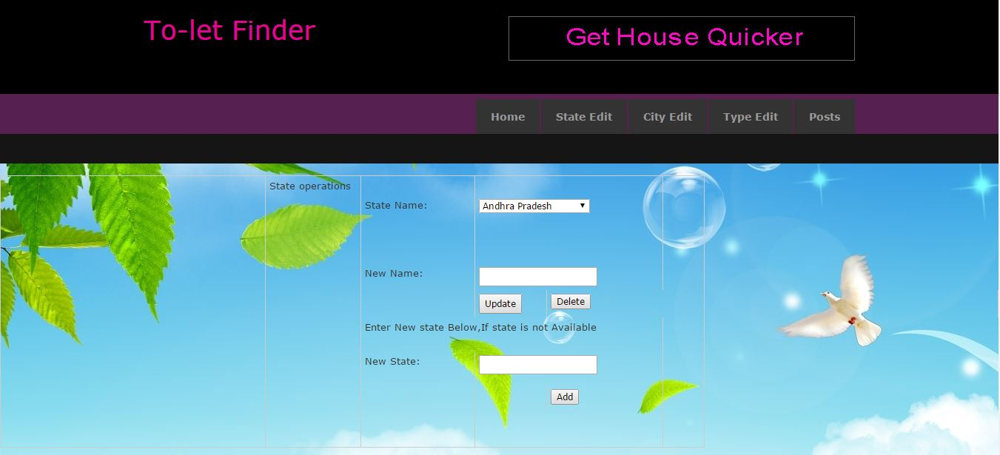 To-let Finder
Get House Quicker
Home State Edit City Edit Type Edit Posts
State operations
State Name: Andhra Pradesh
New Name:
Update Delete
Enter New state Below,If state is not Available
New State:
Add